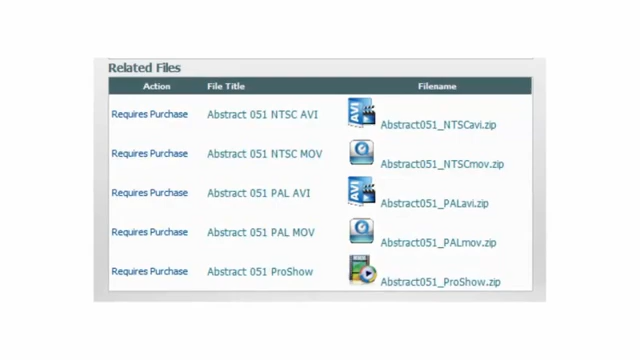 Related Files
Action File Title Filename
Requires Purchase Abstract 051 NTSC AVI AVI Abstract051_NTSCavi.zip
Requires Purchase Abstract 051 NTSC MOV Abstract051_NTSCmov.zip
Requires Purchase Abstract 051 PAL AVI AVI Abstract051_PALavi.zip
Requires Purchase Abstract 051 PAL MOV Abstract051_PALmov.zip
Requires Purchase Abstract 051 ProShow Abstract051_ProShow.zip